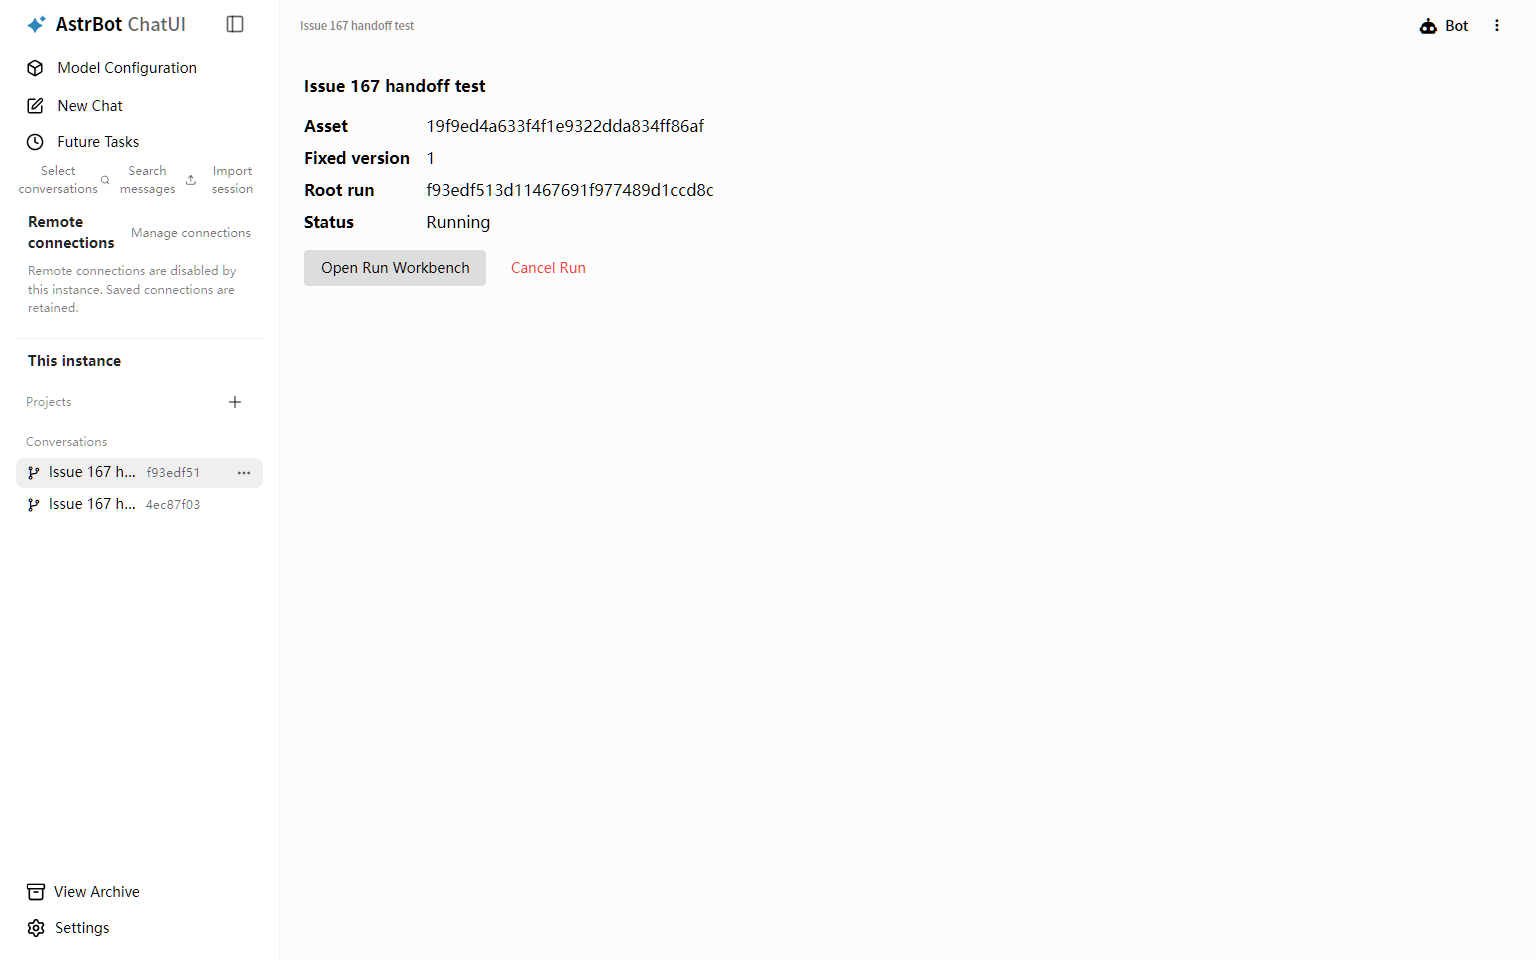 AstrBot ChatUI
Model Configuration
New Chat
Future Tasks
Select conversations
Search messages
Import session
Remote connections
Manage connections
Remote connections are disabled by
this instance. Saved connections are
retained.
This instance
Projects
Conversations
Issue 167 h... f93edf51
Issue 167 h... 4ec87f03
View Archive
Settings
Issue 167 handoff test
Bot
Issue 167 handoff test
Asset 19f9ed4a633f4f1e9322dda834ff86af
Fixed version 1
Root run f93edf513d11467691f977489d1ccd8c
Status Running
Open Run Workbench
Cancel Run